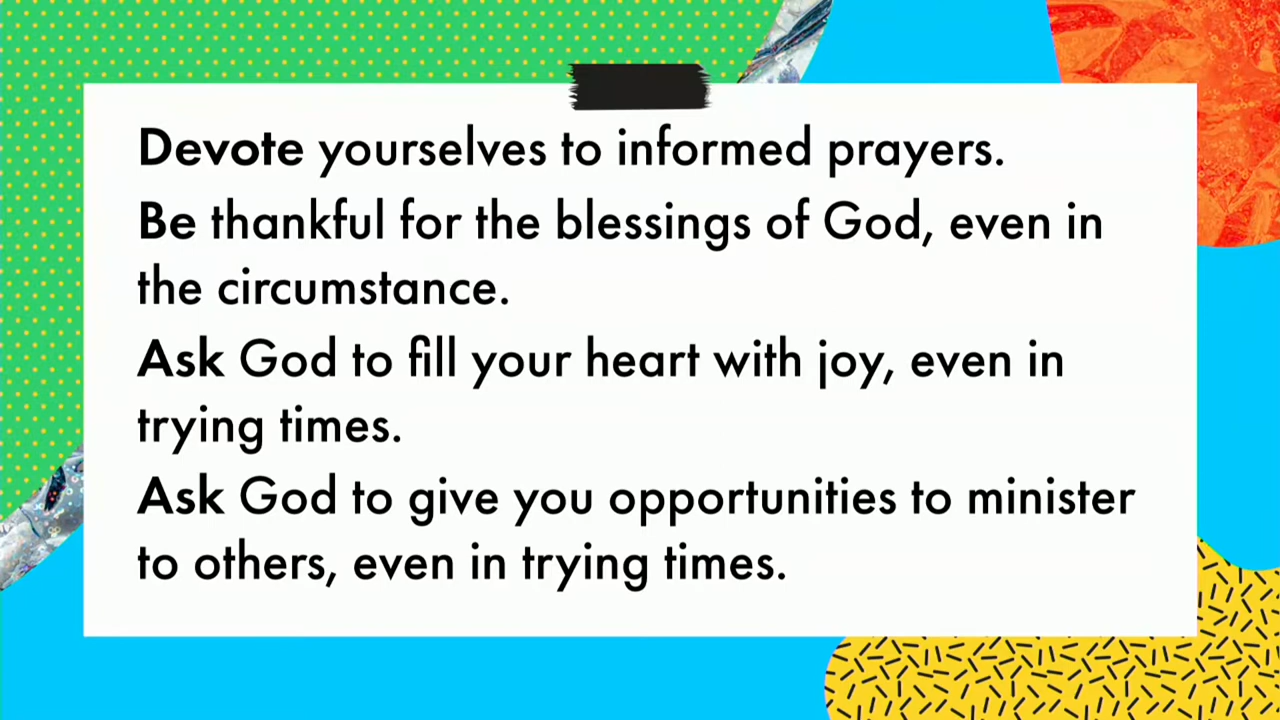 Devote yourselves to informed prayers.
Be thankful for the blessings of God, even in
the circumstance.
Ask God to fill your heart with joy, even in
trying times.
Ask God to give you opportunities to minister
to others, even in trying times.